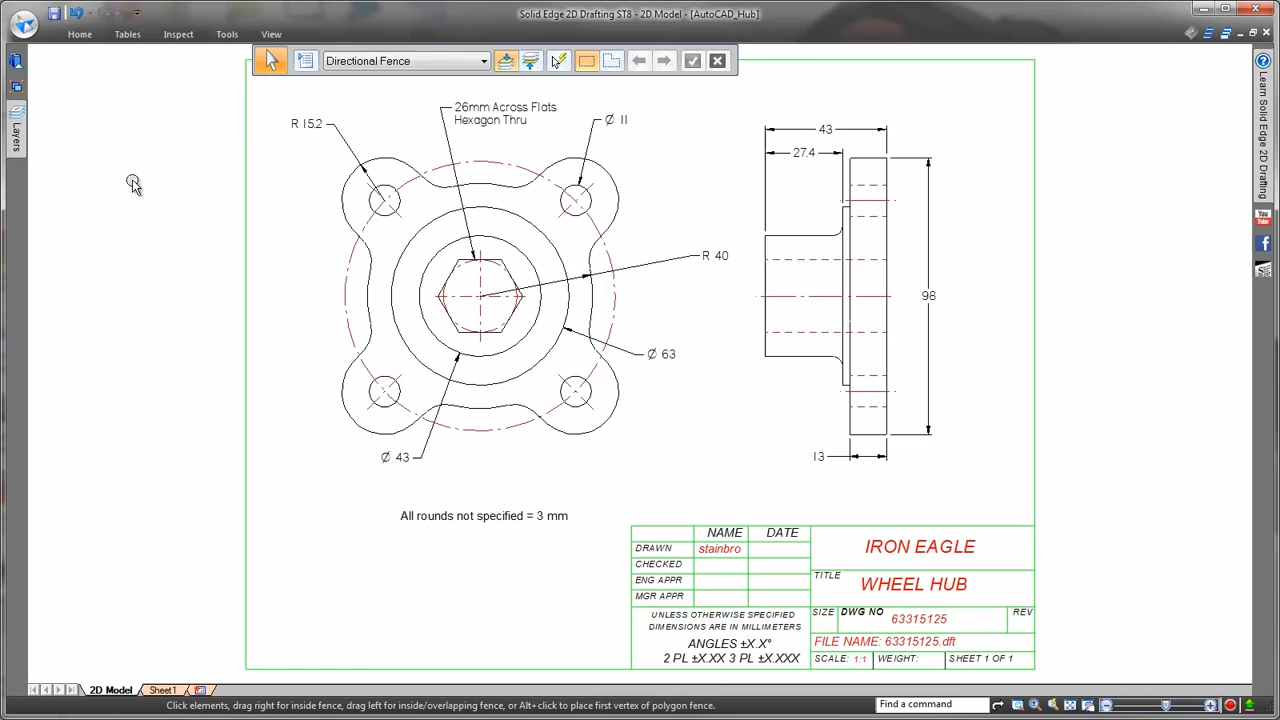 Solid Edge 2D Drafting ST8 - 2D Model - [AutoCAD_Hub]
Home Tables Inspect Tools View
Directional Fence
Layers
Learn Solid Edge 2D Drafting
You Tube
26mm Across Flats
Hexagon Thru
R 15.2
Ø 11
43
27.4
R 40
98
Ø 63
Ø 43
13
All rounds not specified = 3 mm
NAME DATE
DRAWN stainbro
CHECKED
ENG APPR
MGR APPR
IRON EAGLE
TITLE WHEEL HUB
UNLESS OTHERWISE SPECIFIED
DIMENSIONS ARE IN MILLIMETERS
ANGLES ±X.X°
2 PL ±X.XX 3 PL ±X.XXX
SIZE DWG NO 63315125 REV
FILE NAME: 63315125.dft
SCALE: 1:1 WEIGHT: SHEET 1 OF 1
2D Model Sheet1
Click elements, drag right for inside fence, drag left for inside/overlapping fence, or Alt+click to place first vertex of polygon fence.
Find a command